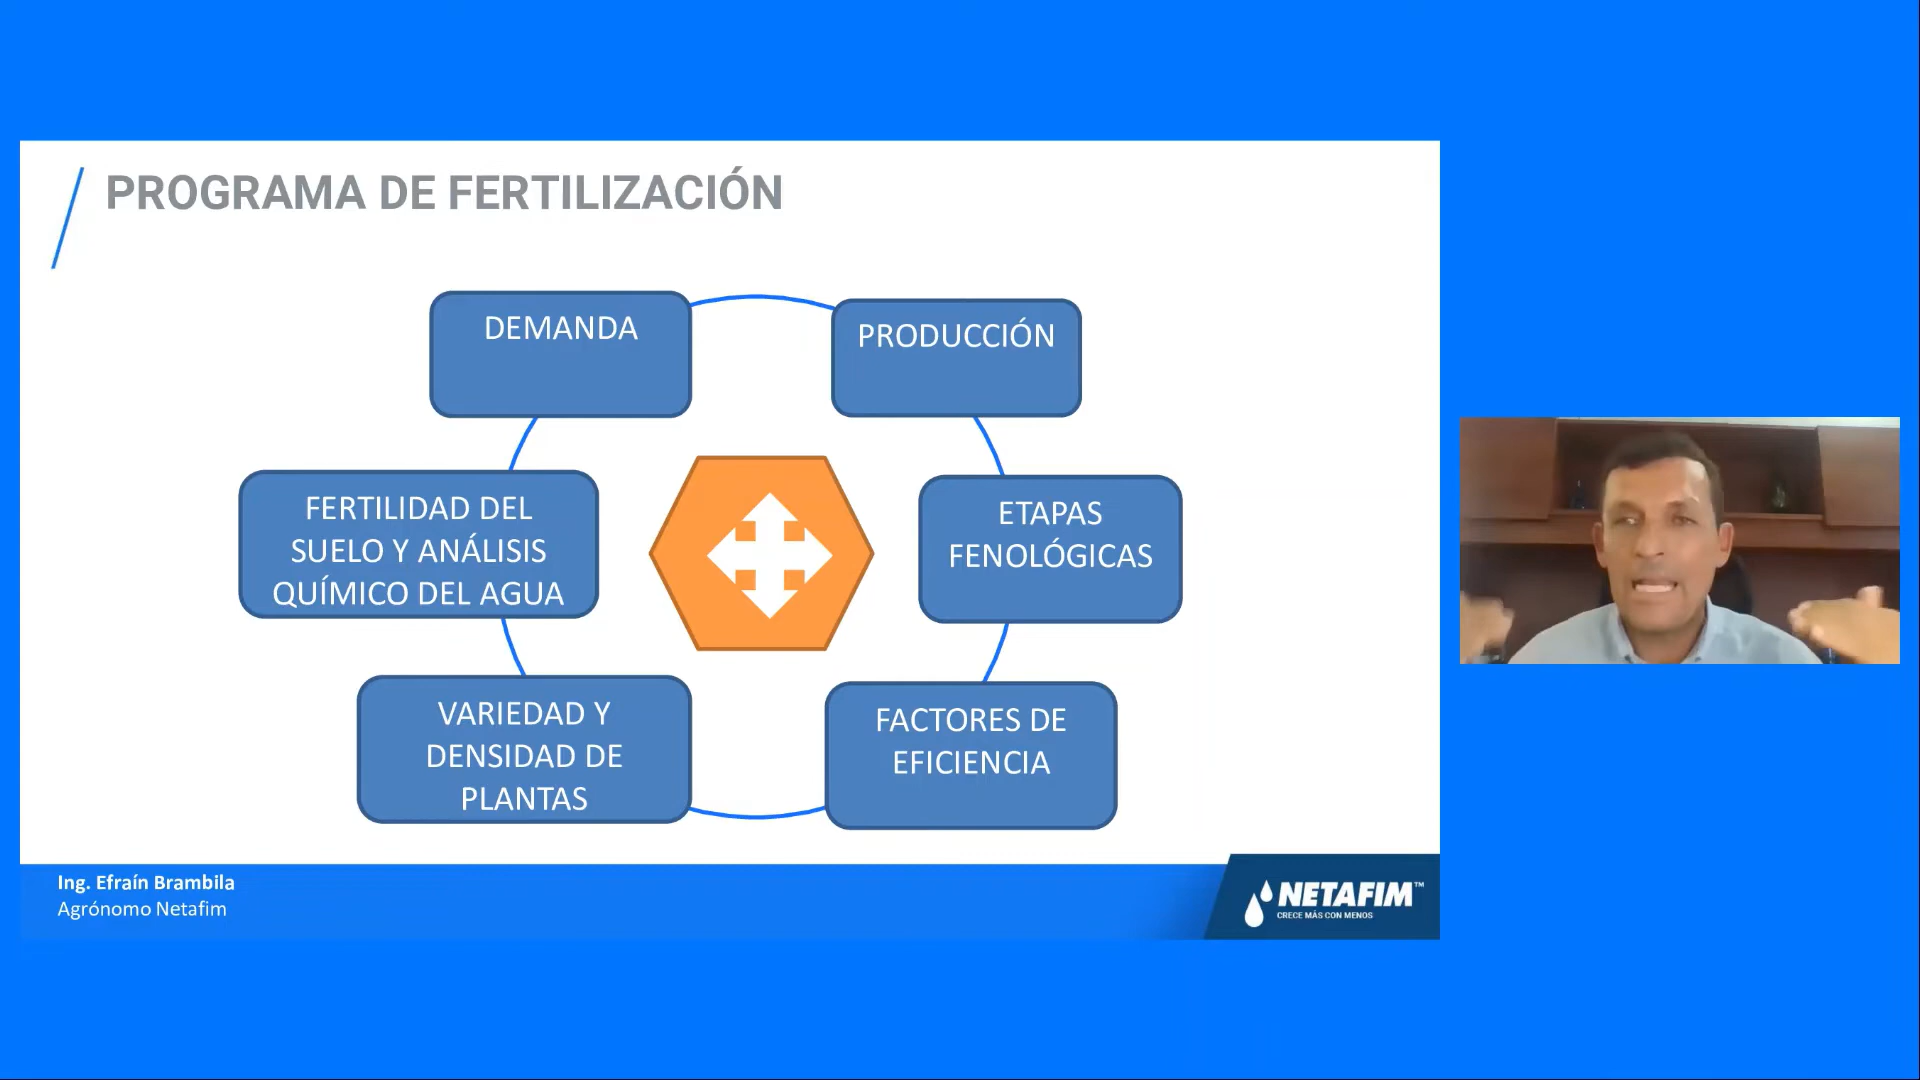 PROGRAMA DE FERTILIZACIÓN
DEMANDA
PRODUCCIÓN
FERTILIDAD DEL
SUELO Y ANÁLISIS
QUÍMICO DEL AGUA
ETAPAS
FENOLÓGICAS
VARIEDAD Y
DENSIDAD DE
PLANTAS
FACTORES DE
EFICIENCIA
Ing. Efraín Brambila
Agrónomo Netafim
NETAFIM™
CRECE MÁS CON MENOS